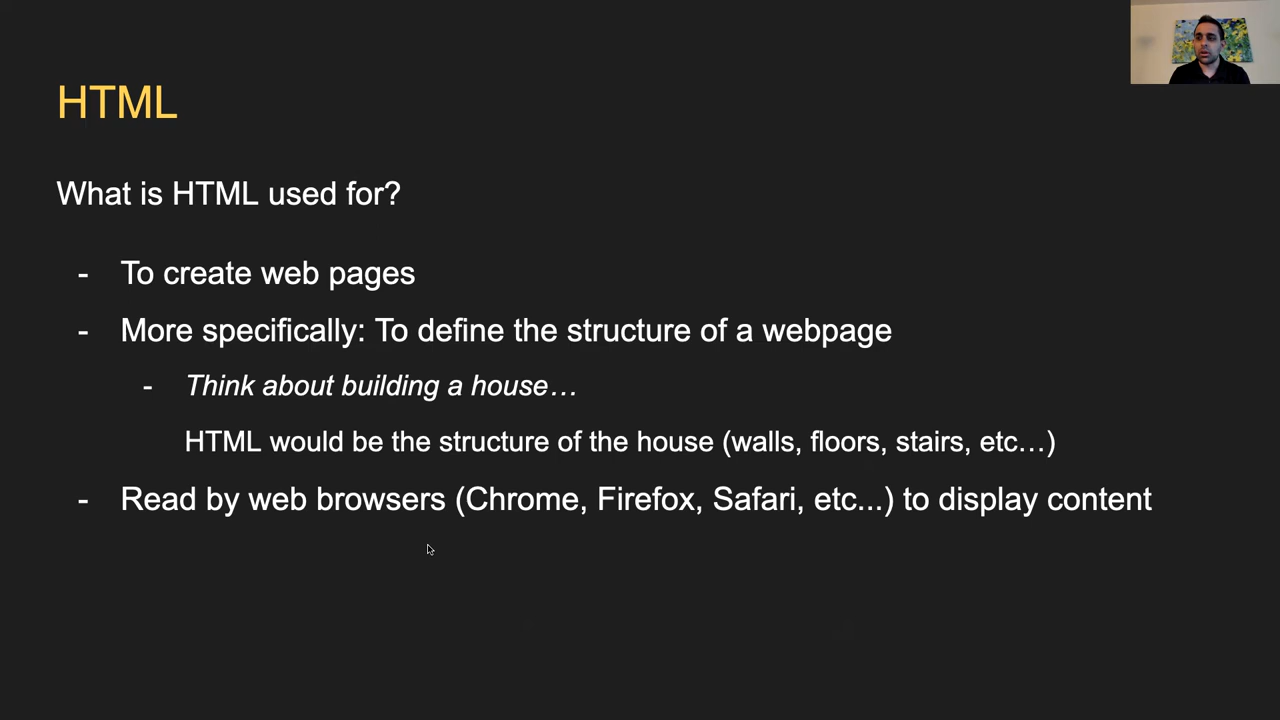 HTML
What is HTML used for?
- To create web pages
- More specifically: To define the structure of a webpage
- Think about building a house…
HTML would be the structure of the house (walls, floors, stairs, etc…)
- Read by web browsers (Chrome, Firefox, Safari, etc...) to display content